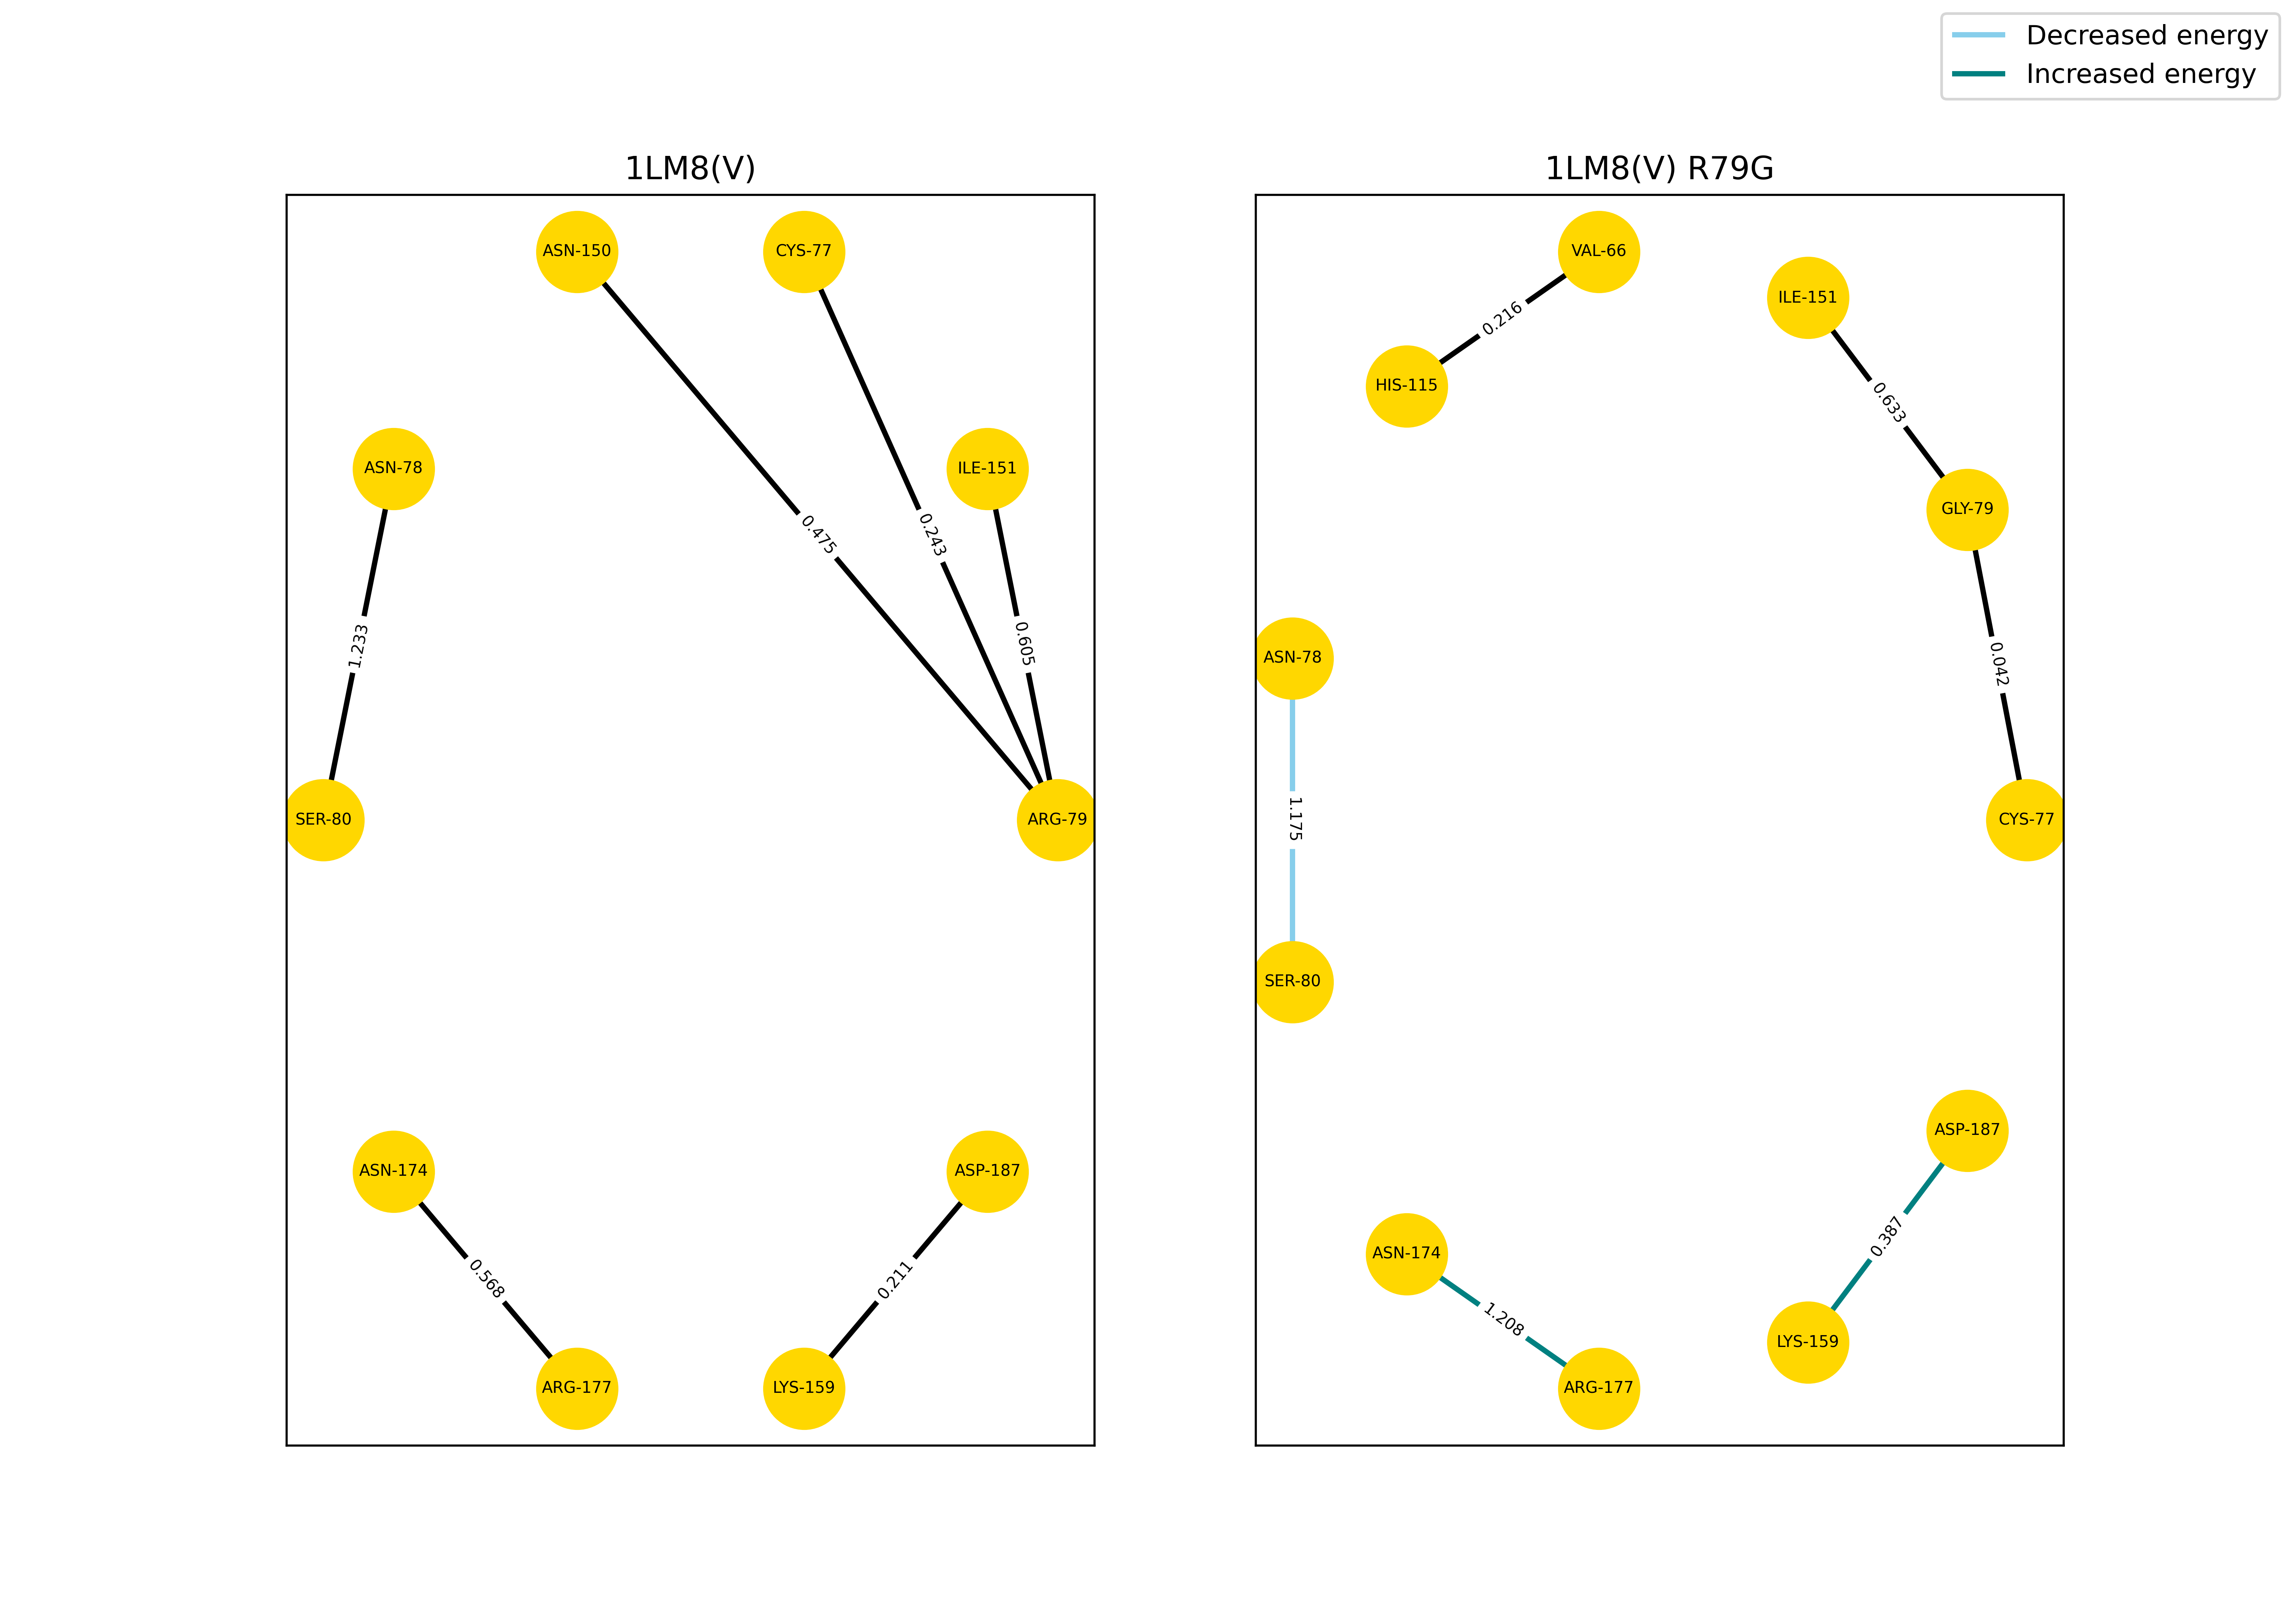 Decreased energy
Increased energy
1LM8(V)
ASN-150
CYS-77
ASN-78
ILE-151
0.475
0.243
1.233
0.605
SER-80
ARG-79
ASN-174
ASP-187
0.568
0.211
ARG-177
LYS-159
1LM8(V) R79G
VAL-66
ILE-151
0.216
HIS-115
0.633
GLY-79
ASN-78
0.042
1.175
CYS-77
SER-80
ASP-187
0.387
ASN-174
1.208
LYS-159
ARG-177